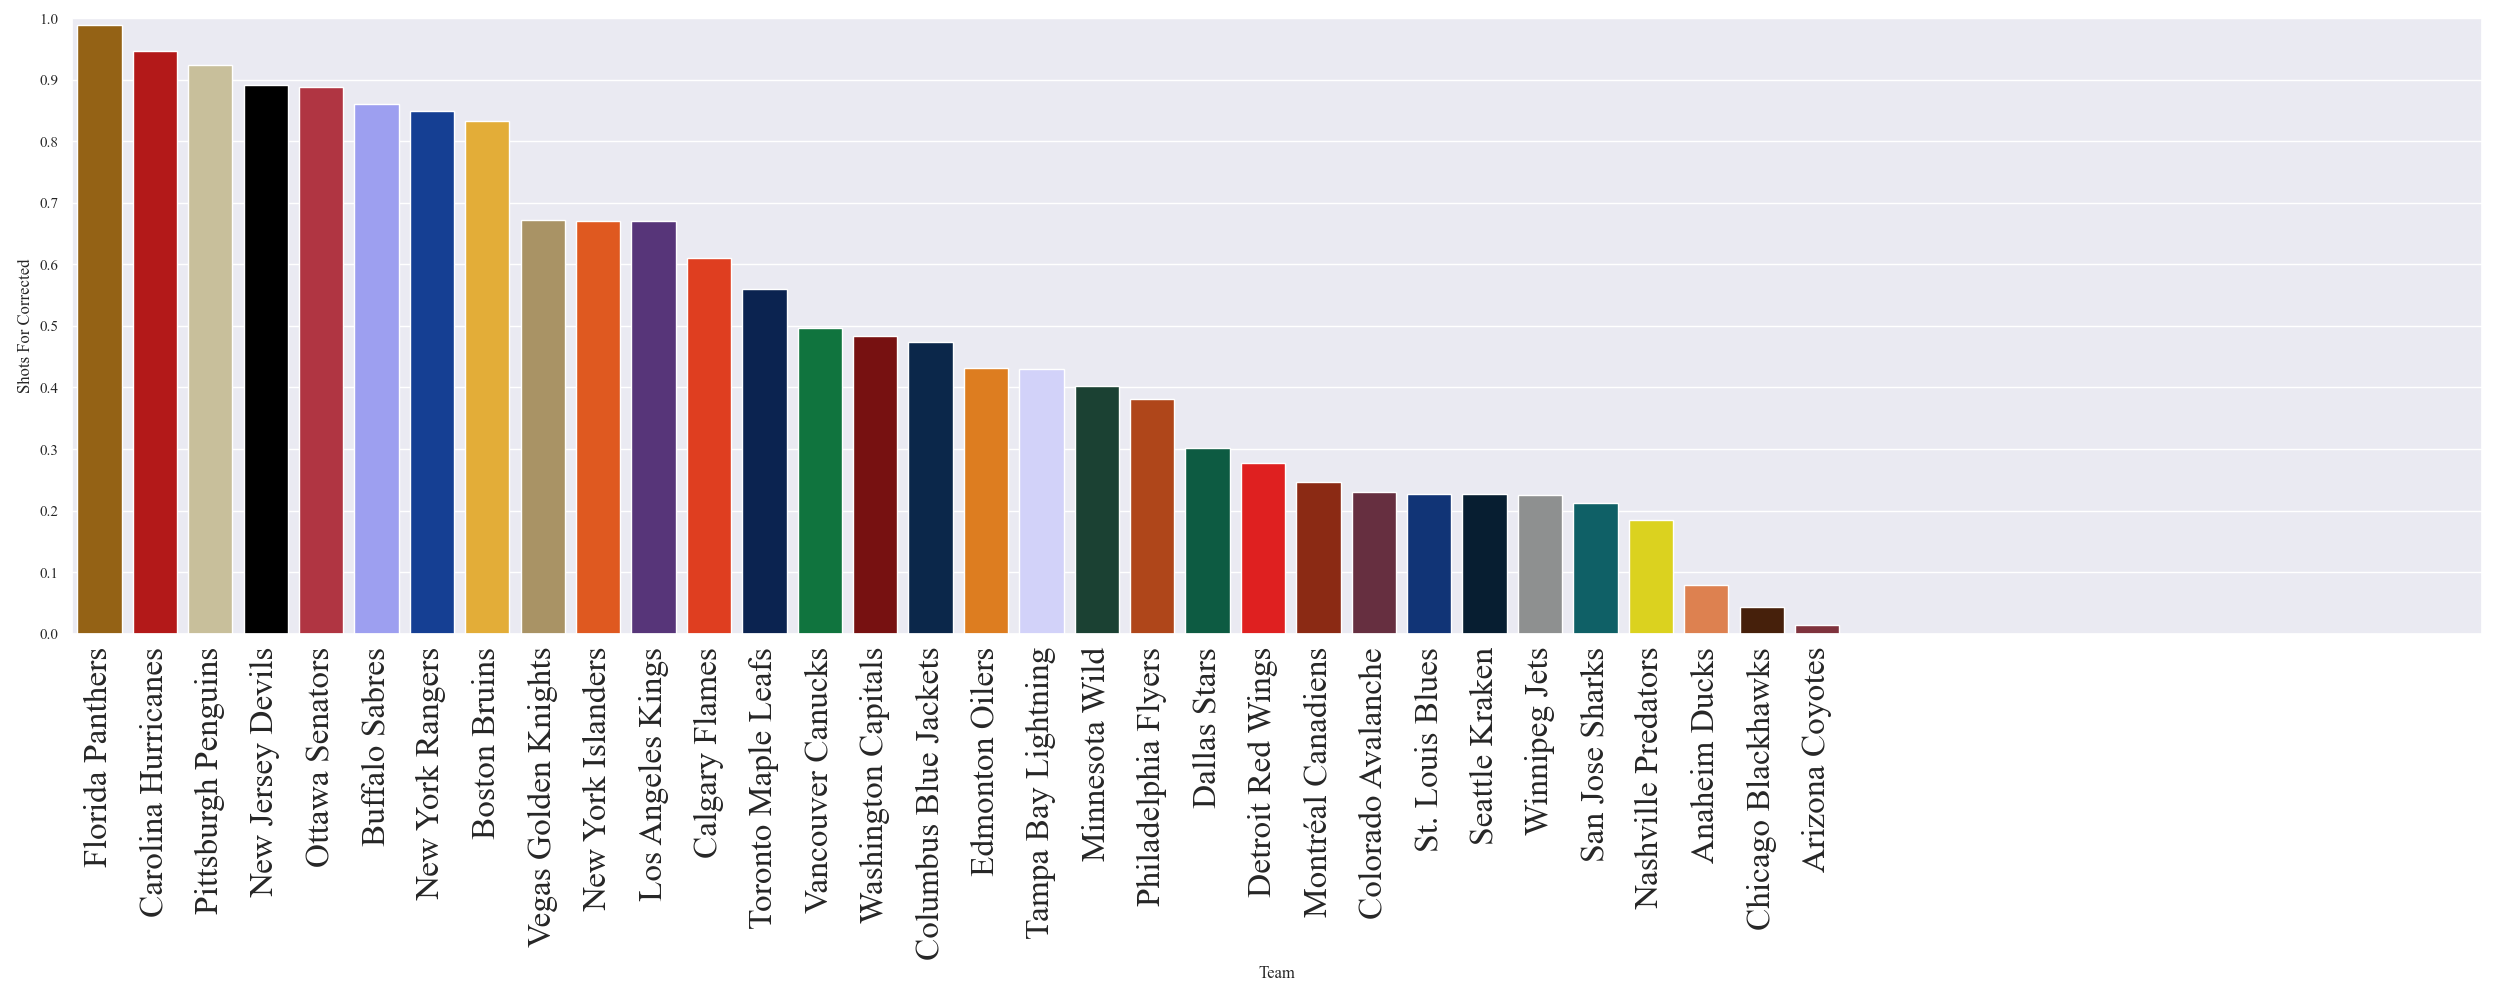 1.0
0.9
0.8
0.7
0.6
0.5
0.4
0.3
0.2
0.1
0.0
Shots For Corrected
Florida Panthers
Carolina Hurricanes
Pittsburgh Penguins
New Jersey Devils
Ottawa Senators
Buffalo Sabres
New York Rangers
Boston Bruins
Vegas Golden Knights
New York Islanders
Los Angeles Kings
Calgary Flames
Toronto Maple Leafs
Vancouver Canucks
Washington Capitals
Columbus Blue Jackets
Edmonton Oilers
Tampa Bay Lightning
Minnesota Wild
Philadelphia Flyers
Dallas Stars
Detroit Red Wings
Montréal Canadiens
Colorado Avalanche
St. Louis Blues
Seattle Kraken
Winnipeg Jets
San Jose Sharks
Nashville Predators
Anaheim Ducks
Chicago Blackhawks
Arizona Coyotes
Team